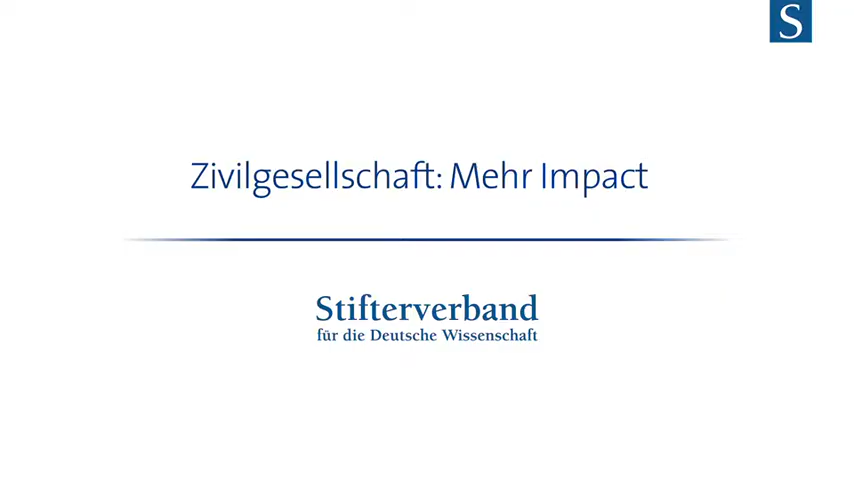 S
Zivilgesellschaft: Mehr Impact
Stifterverband
für die Deutsche Wissenschaft